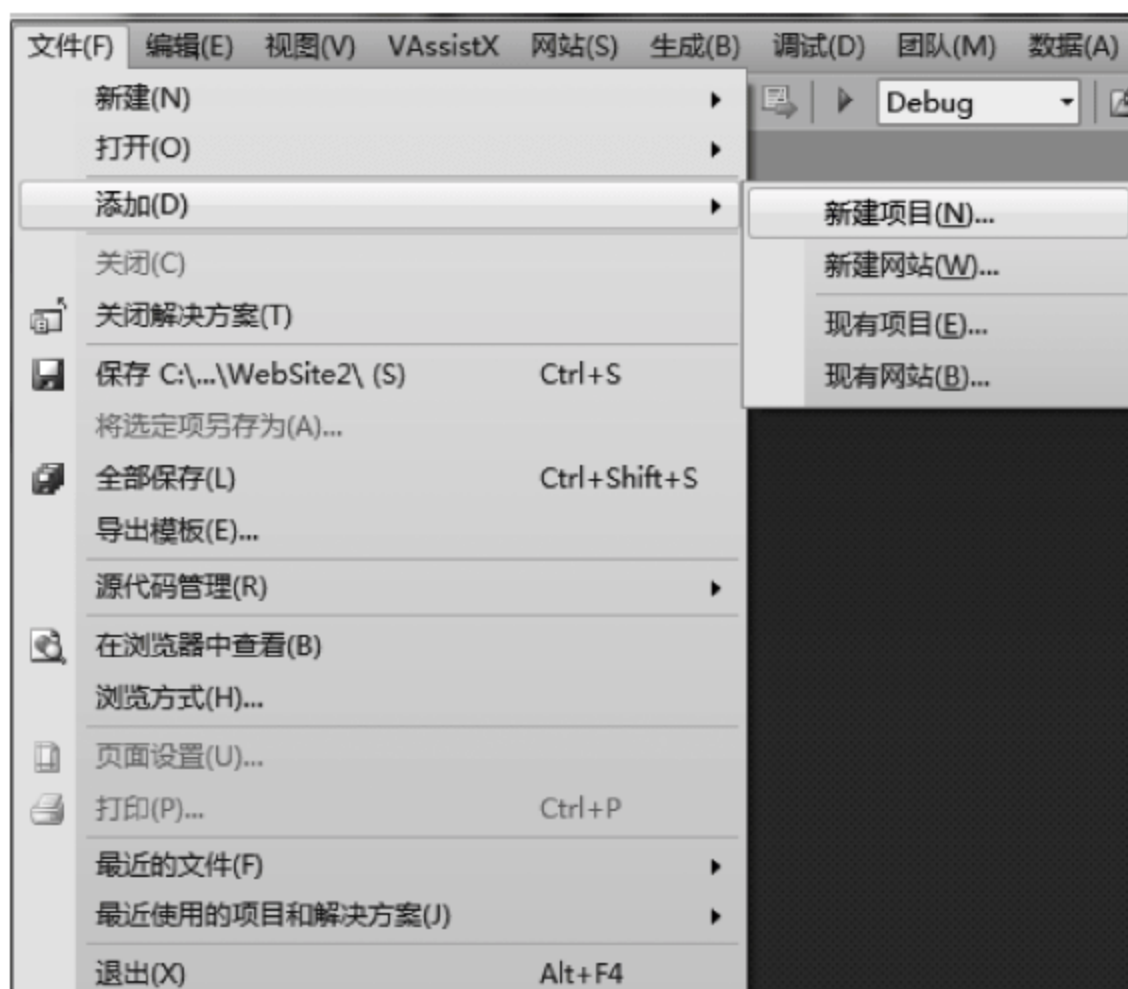 文件(F) 编辑(E) 视图(V) VAssistX 网站(S) 生成(B) 调试(D) 团队(M) 数据(A)
新建(N)
Debug
打开(O)
添加(D)
新建项目(N)...
新建网站(W)...
现有项目(E)...
现有网站(B)...
关闭(C)
关闭解决方案(T)
保存 C:\...\WebSite2\ (S) Ctrl+S
将选定项另存为(A)...
全部保存(L) Ctrl+Shift+S
导出模板(E)...
源代码管理(R)
在浏览器中查看(B)
浏览方式(H)...
页面设置(U)...
打印(P)... Ctrl+P
最近的文件(F)
最近使用的项目和解决方案(J)
退出(X) Alt+F4